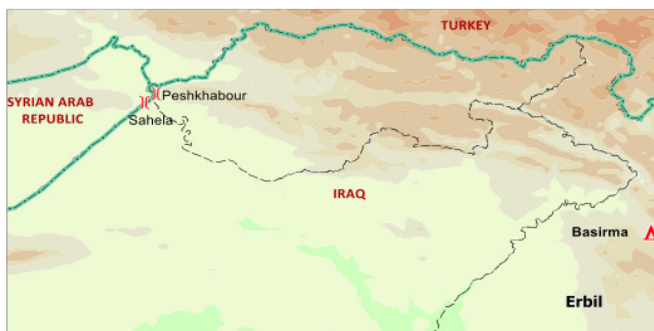 TURKEY
Peshkhabour
SYRIAN ARAB
REPUBLIC
Sahela
IRAQ
Basirma
Erbil